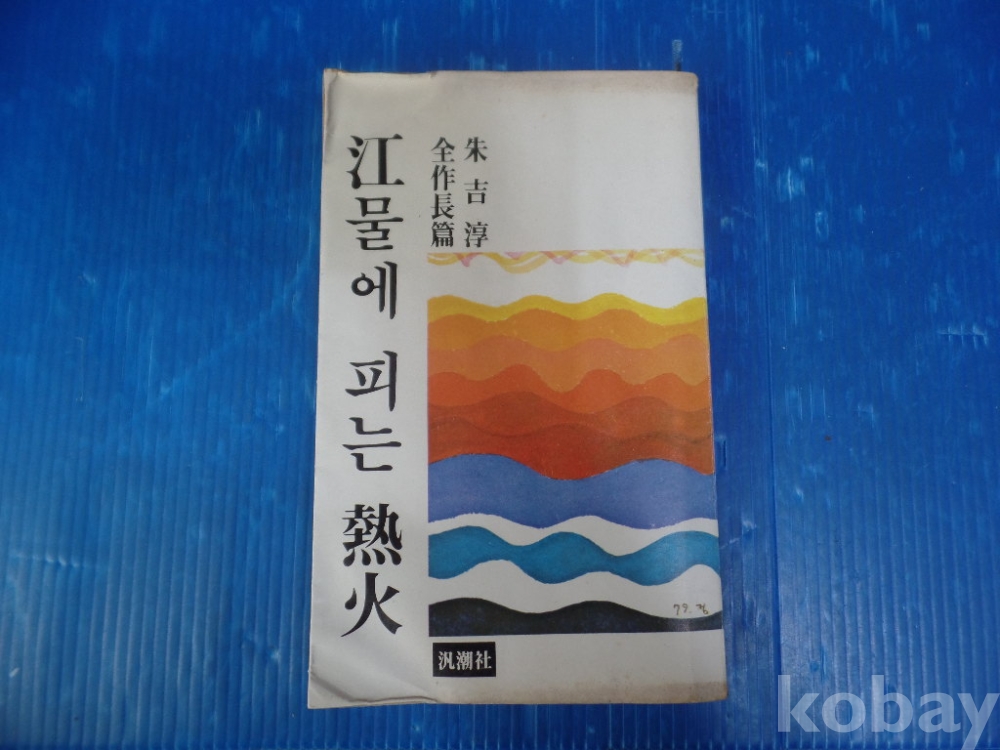 江물에 피는 熱火
朱吉淳
全作長篇
汎潮社
kobay